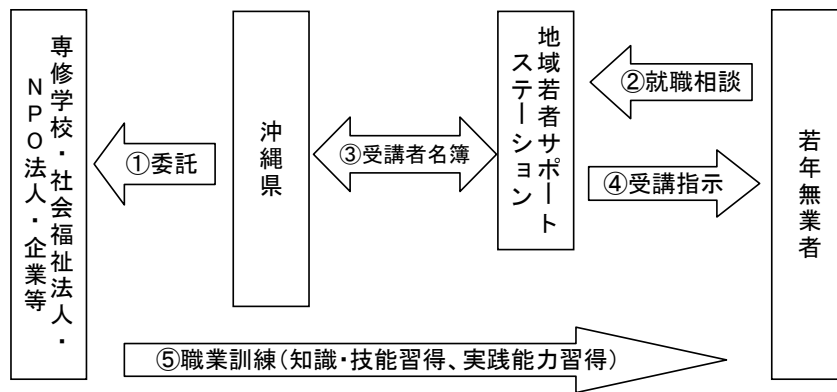 専修学校・社会福祉法人・
NPO法人・企業等
①委託
沖縄県
③受講者名簿
地域若者サポート
ステーション
②就職相談
④受講指示
若年無業者
⑤職業訓練(知識・技能習得、実践能力習得)